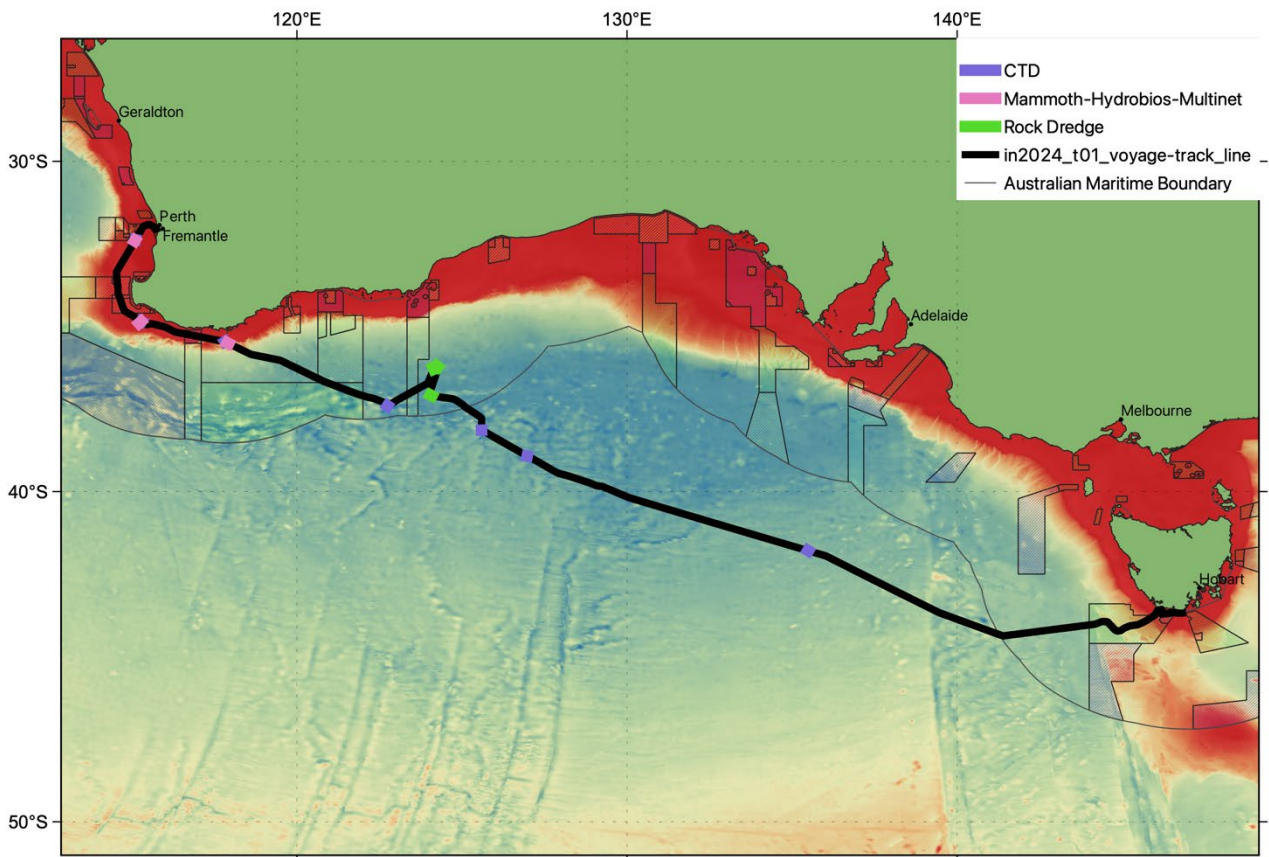 120°E 130°E 140°E
CTD
Mammoth-Hydrobios-Multinet
Rock Dredge
in2024_t01_voyage-track_line
Australian Maritime Boundary
Geraldton
30°S
Perth
Fremantle
Adelaide
Melbourne
40°S
Hobart
50°S